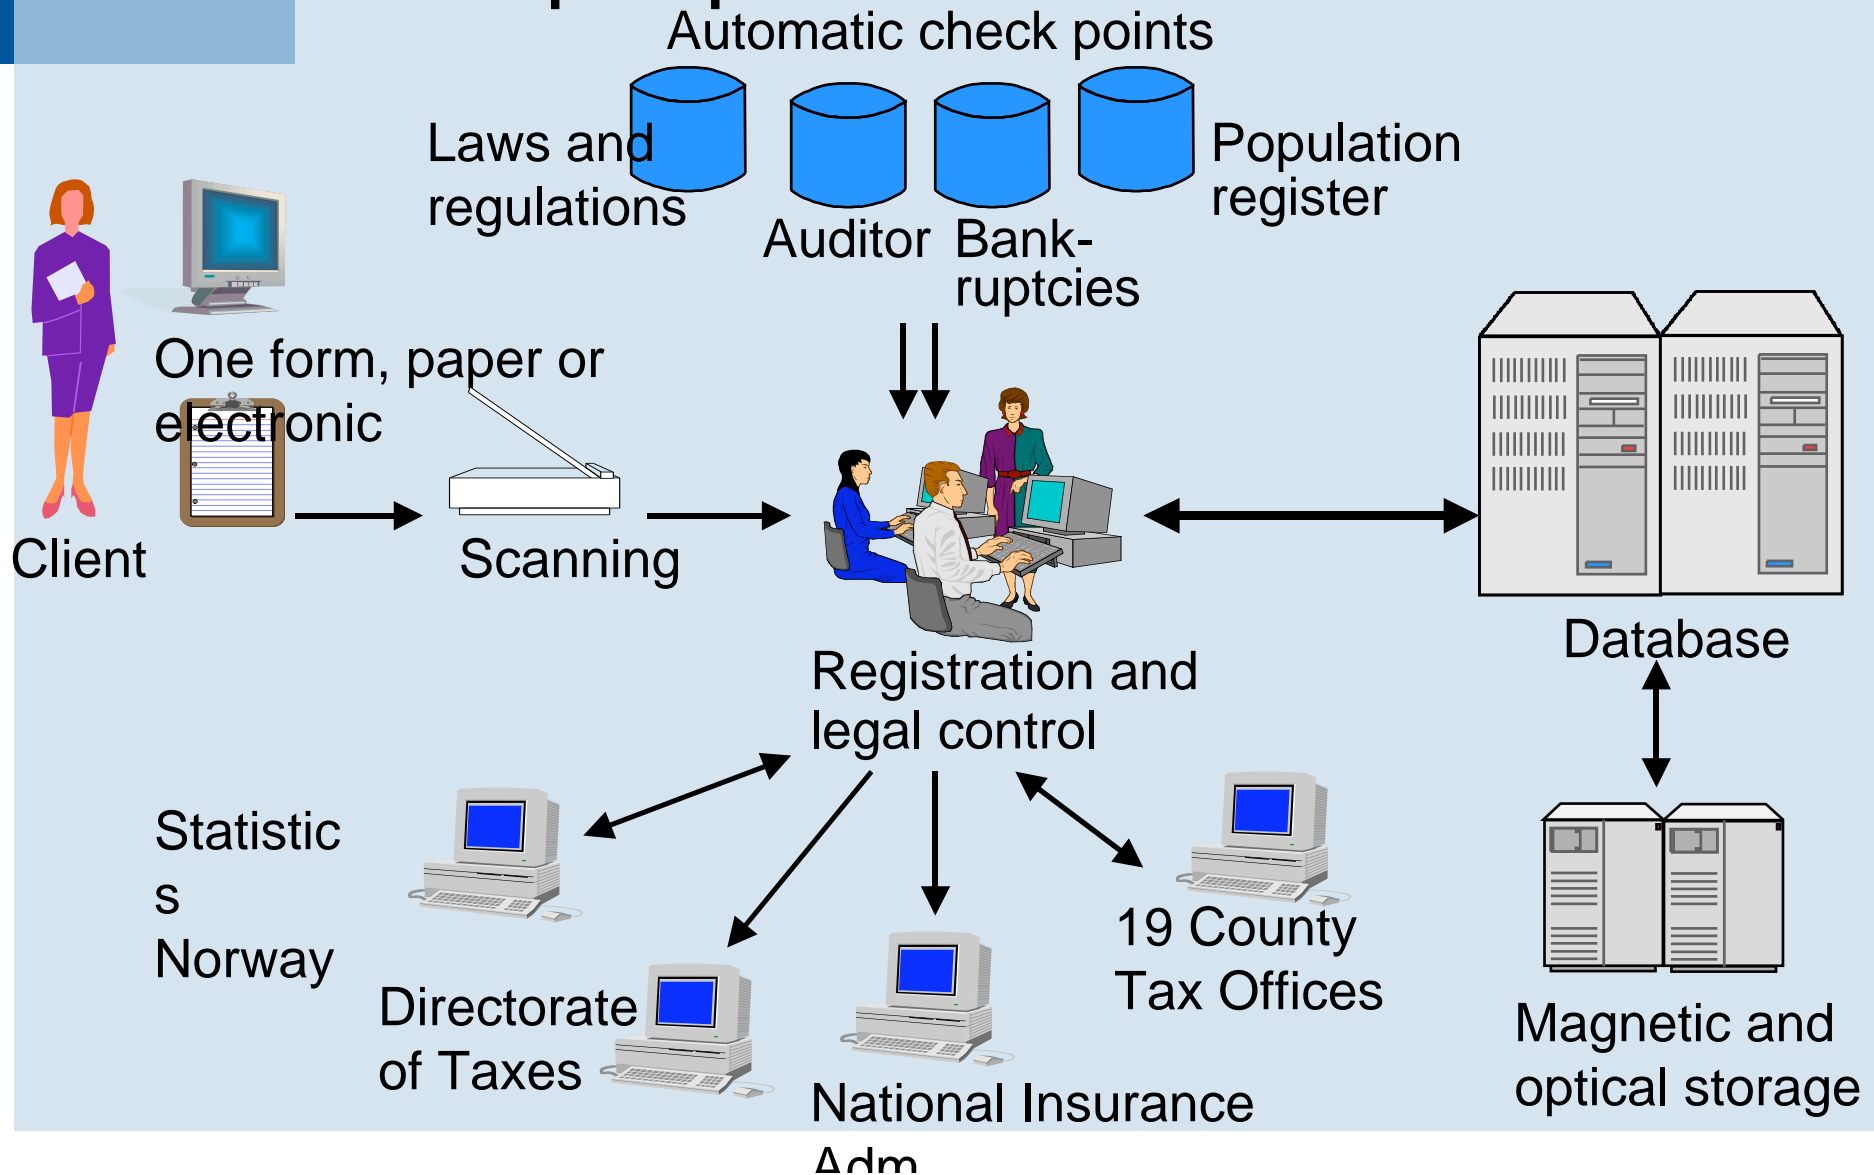 Automatic check points
Laws and
regulations
Population
register
Auditor
Bank-
ruptcies
One form, paper or
electronic
Client
Scanning
Registration and
legal control
Database
Statistic
s
Norway
Directorate
of Taxes
National Insurance
Adm
19 County
Tax Offices
Magnetic and
optical storage